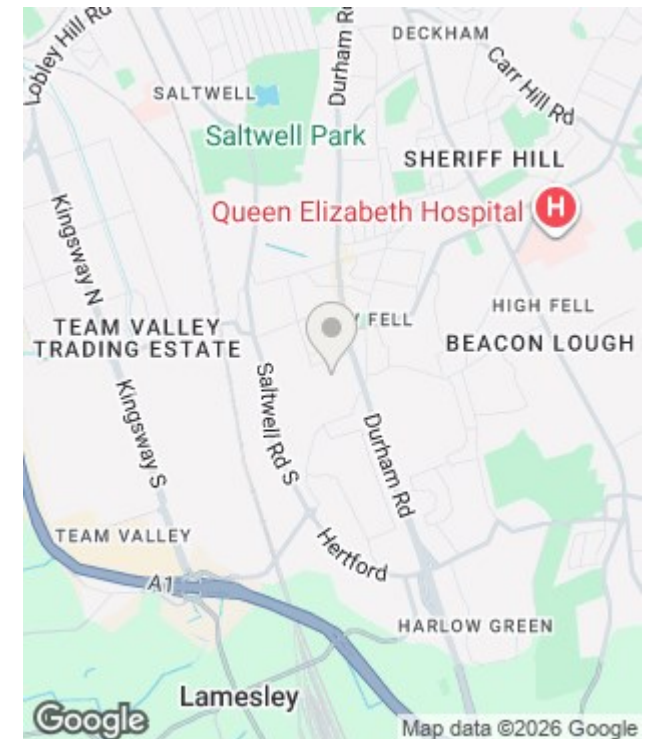 Lobley Hill Rd
Durham Rd
DECKHAM
Carr Hill Rd
SALTWELL
Saltwell Park
SHERIFF HILL
Queen Elizabeth Hospital
H
Kingsway N
HIGH FELL
FELL
TEAM VALLEY
TRADING ESTATE
BEACON LOUGH
Saltwell Rd S
Kingsway S
Durham Rd
TEAM VALLEY
Hertford
A1
HARLOW GREEN
Lamesley
Google
Map data ©2026 Google